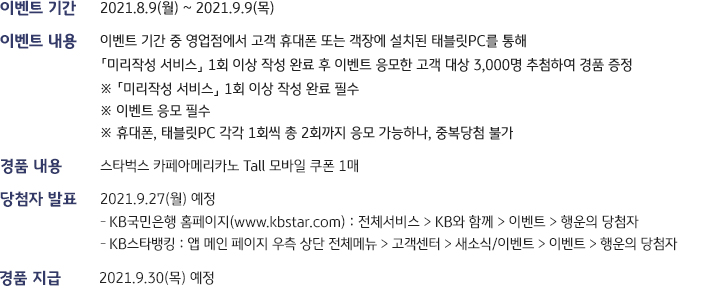 이벤트 기간 2021.8.9(월) ~ 2021.9.9(목)
이벤트 내용 이벤트 기간 중 영업점에서 고객 휴대폰 또는 객장에 설치된 태블릿PC를 통해
「미리작성 서비스」 1회 이상 작성 완료 후 이벤트 응모한 고객 대상 3,000명 추첨하여 경품 증정
※ 「미리작성 서비스」 1회 이상 작성 완료 필수
※ 이벤트 응모 필수
※ 휴대폰, 태블릿PC 각각 1회씩 총 2회까지 응모 가능하나, 중복당첨 불가
경품 내용 스타벅스 카페아메리카노 Tall 모바일 쿠폰 1매
당첨자 발표 2021.9.27(월) 예정
- KB국민은행 홈페이지(www.kbstar.com) : 전체서비스 > KB와 함께 > 이벤트 > 행운의 당첨자
- KB스타뱅킹 : 앱 메인 페이지 우측 상단 전체메뉴 > 고객센터 > 새소식/이벤트 > 이벤트 > 행운의 당첨자
경품 지급 2021.9.30(목) 예정